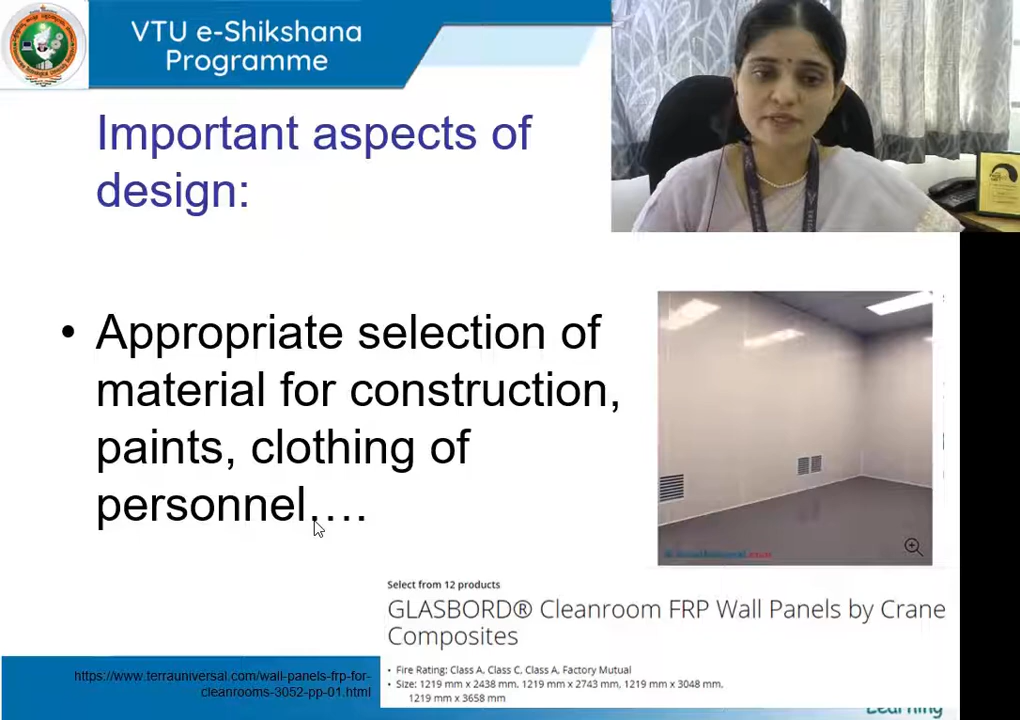 VTU e-Shikshana
Programme
Important aspects of
design:
• Appropriate selection of
material for construction,
paints, clothing of
personnel….
Select from 12 products
GLASBORD® Cleanroom FRP Wall Panels by Crane
Composites
• Fire Rating: Class A, Class C, Class A, Factory Mutual
• Size: 1219 mm x 2438 mm. 1219 mm x 2743 mm, 1219 mm x 3048 mm.
1219 mm x 3658 mm
https://www.terrauniversal.com/wall-panels-frp-for-
cleanrooms-3052-pp-01.html
Learning